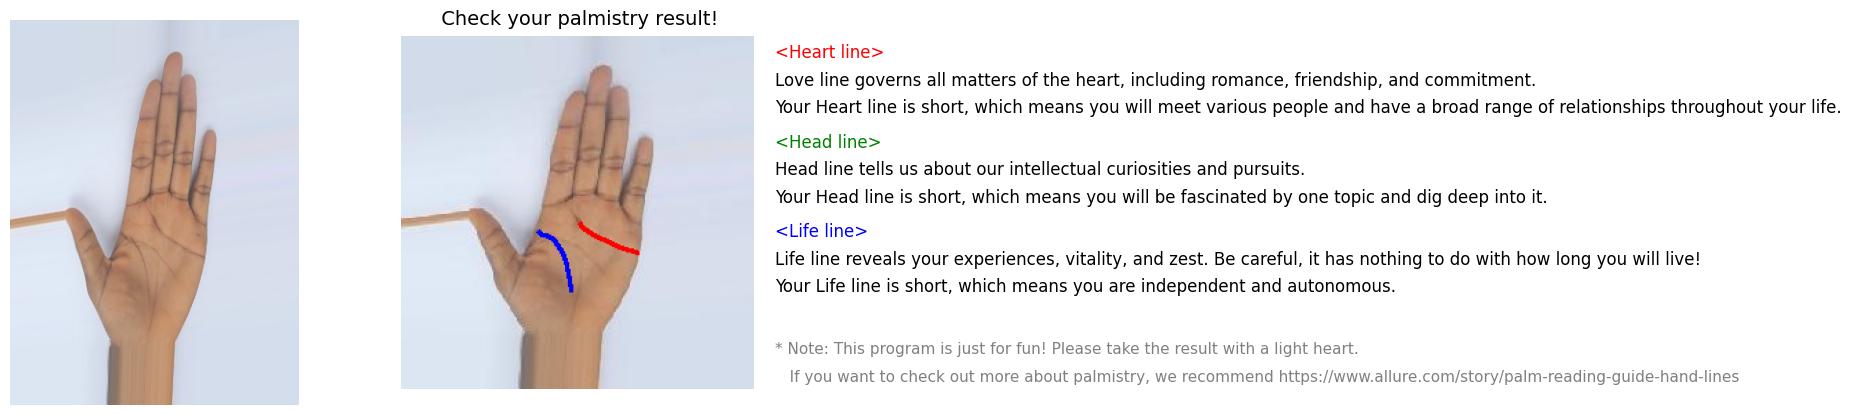 Check your palmistry result!
<Heart line>
Love line governs all matters of the heart, including romance, friendship, and commitment.
Your Heart line is short, which means you will meet various people and have a broad range of relationships throughout your life.
<Head line>
Head line tells us about our intellectual curiosities and pursuits.
Your Head line is short, which means you will be fascinated by one topic and dig deep into it.
<Life line>
Life line reveals your experiences, vitality, and zest. Be careful, it has nothing to do with how long you will live!
Your Life line is short, which means you are independent and autonomous.
* Note: This program is just for fun! Please take the result with a light heart.
If you want to check out more about palmistry, we recommend https://www.allure.com/story/palm-reading-guide-hand-lines